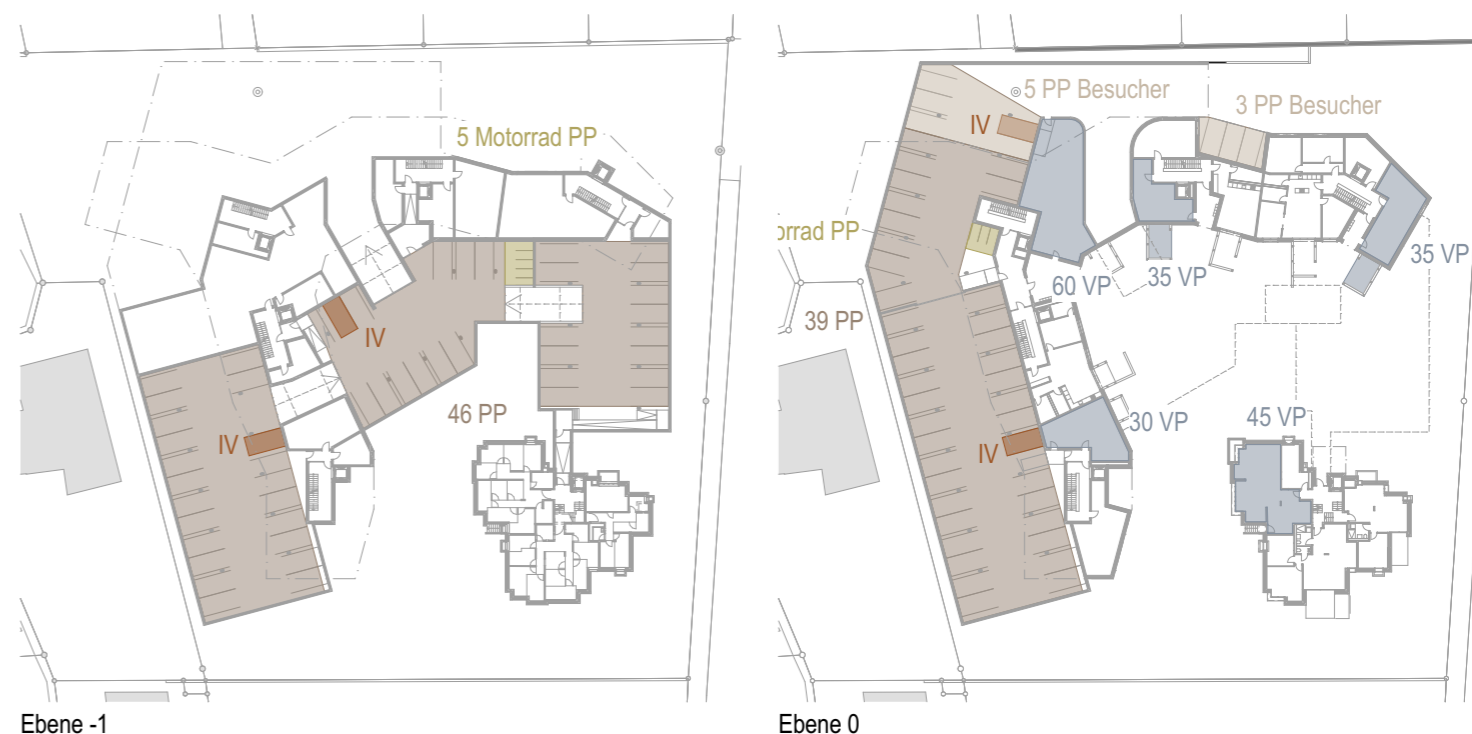 5 Motorrad PP
IV
46 PP
IV
Ebene -1
5 PP Besucher
3 PP Besucher
IV
orrad PP
35 VP
35 VP
60 VP
39 PP
30 VP
45 VP
IV
Ebene 0